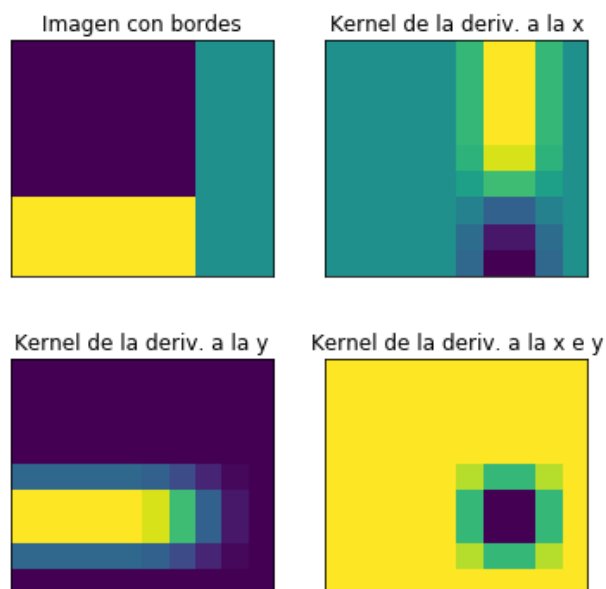 Imagen con bordes
Kernel de la deriv. a la x
Kernel de la deriv. a la y
Kernel de la deriv. a la x e y